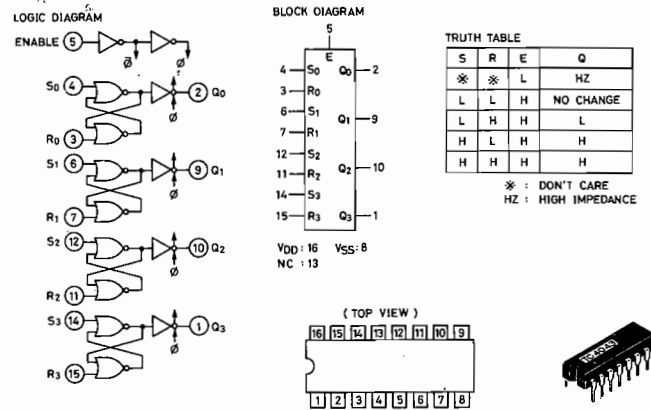 LOGIC DIAGRAM
ENABLE 5
φ̄ φ
S0 4
2 Q0
φ
R0 3
S1 6
9 Q1
φ
R1 7
S2 12
10 Q2
φ
R2 11
S3 14
1 Q3
φ
R3 15
BLOCK DIAGRAM
5
E
4 S0 Q0 2
3 R0
6 S1 Q1 9
7 R1
12 S2
11 R2 Q2 10
14 S3
15 R3 Q3 1
VDD : 16 VSS : 8
NC : 13
TRUTH TABLE
S R E Q
※ ※ L HZ
L L H NO CHANGE
L H H L
H L H H
H H H H
※ : DON'T CARE
HZ : HIGH IMPEDANCE
( TOP VIEW )
16 15 14 13 12 11 10 9
1 2 3 4 5 6 7 8
TC4043